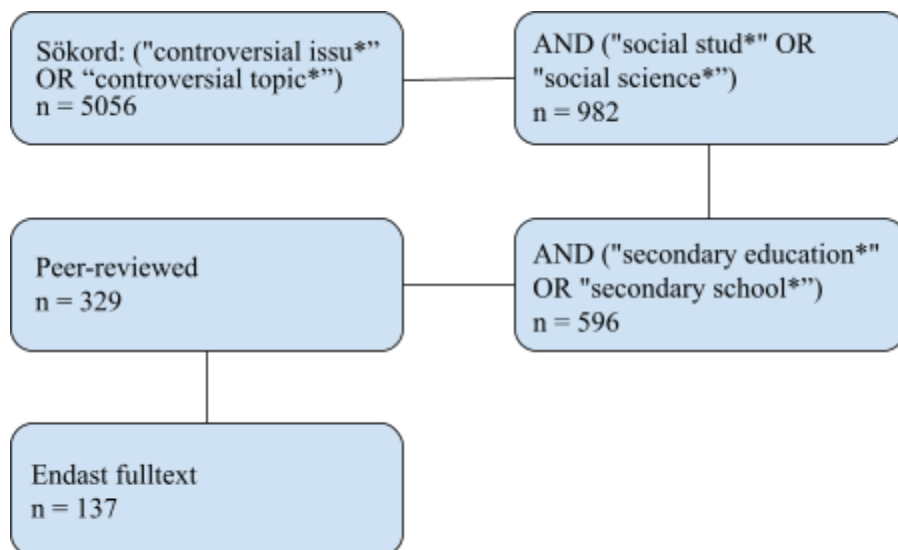 Sökord: ("controversial issu*”
OR “controversial topic*”)
n = 5056
AND ("social stud*" OR
"social science*”)
n = 982
AND ("secondary education*"
OR "secondary school*”)
n = 596
Peer-reviewed
n = 329
Endast fulltext
n = 137